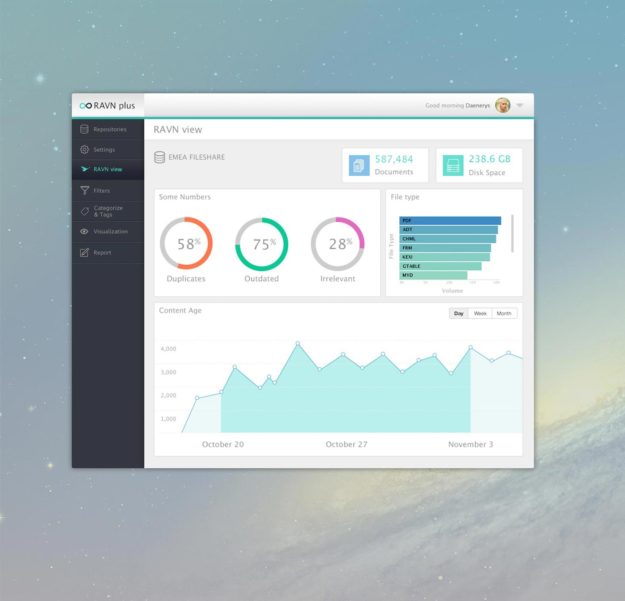 RAVN plus
Good morning Daenerys
Repositories
Settings
RAVN view
Filters
Categorize
& Tags
Visualization
Report
RAVN view
EMEA FILESHARE
587,484
Documents
238.6 GB
Disk Space
Some Numbers
58%
Duplicates
75%
Outdated
28%
Irrelevant
File type
File Type
PDF
ADT
CHML
FRM
KEU
GTABLE
MYO
Volume
Content Age
Day Week Month
4,000
3,000
2,000
1,000
October 20 October 27 November 3